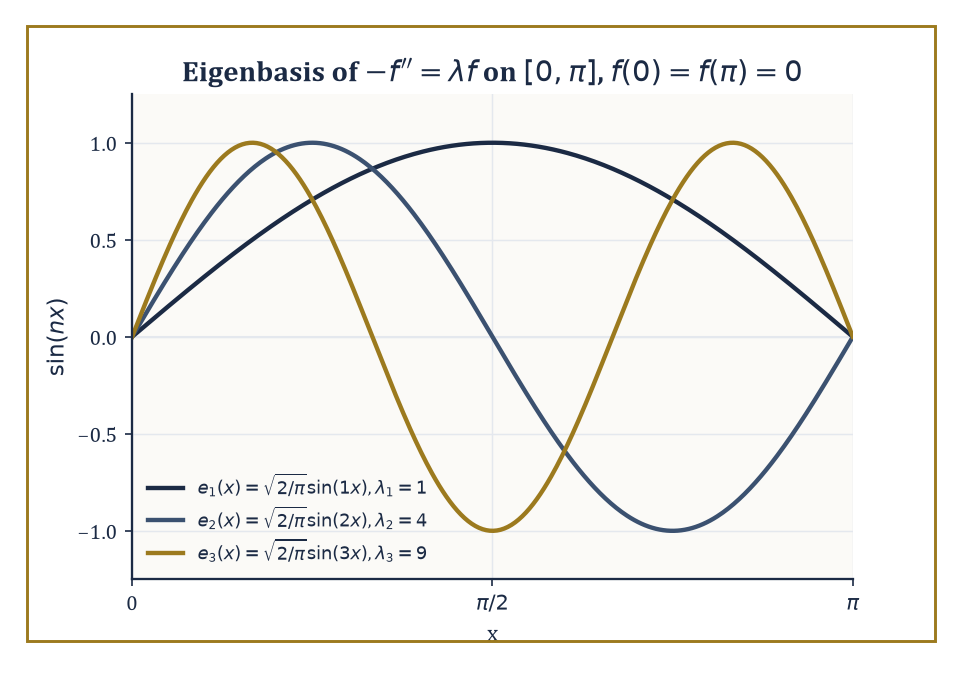 Eigenbasis of −f′′ = λf on [0, π], f(0) = f(π) = 0
1.0
0.5
0.0
−0.5
−1.0
sin(nx)
e₁(x) = √2/π sin(1x), λ₁ = 1
e₂(x) = √2/π sin(2x), λ₂ = 4
e₃(x) = √2/π sin(3x), λ₃ = 9
0
π/2
π
x